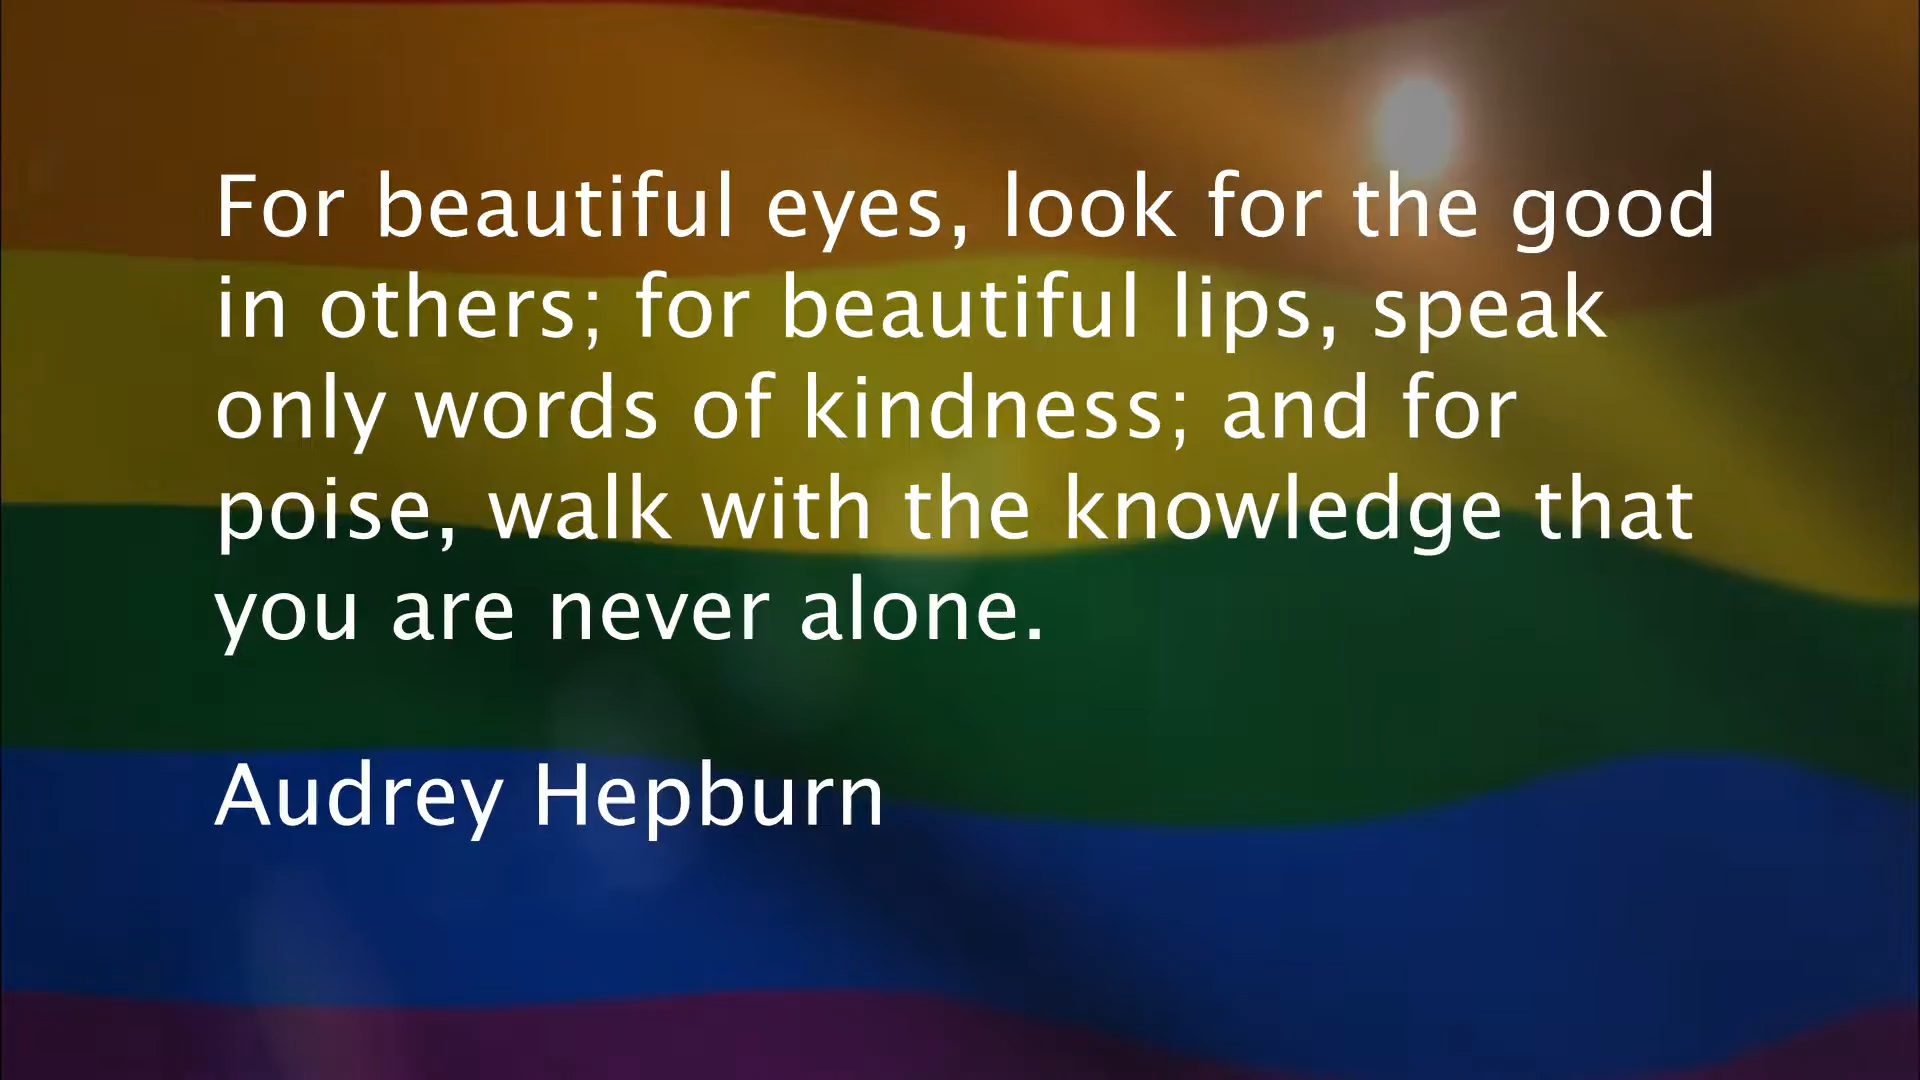 For beautiful eyes, look for the good
in others; for beautiful lips, speak
only words of kindness; and for
poise, walk with the knowledge that
you are never alone.
Audrey Hepburn